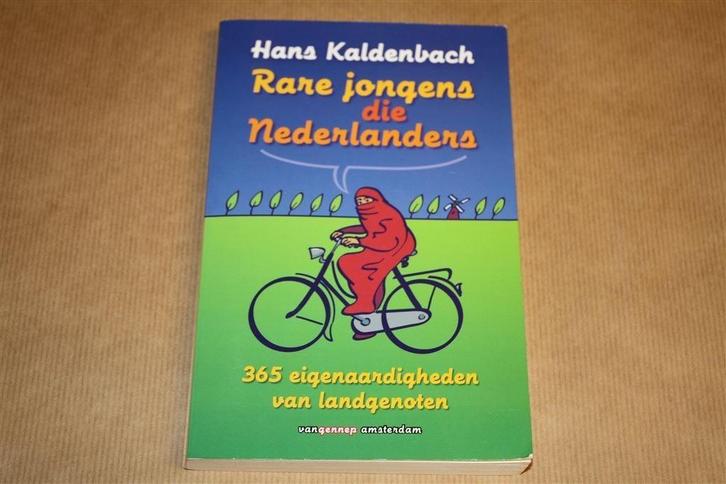 Hans Kaldenbach
Rare jongens
die
Nederlanders
365 eigenaardigheden
van landgenoten
vangennep amsterdam